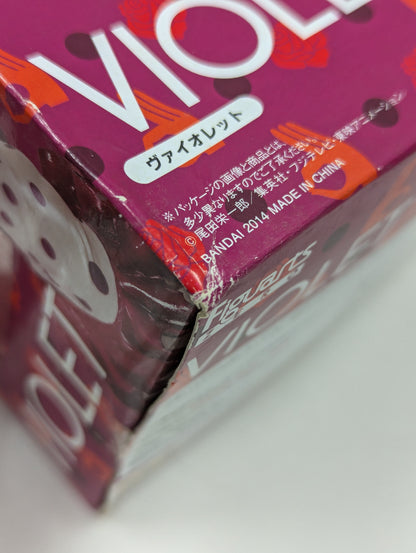 VIOLE
ヴァイオレット
※パッケージの画像と商品とは、
多少異なりますのでご了承ください。
©尾田栄一郎／集英社・フジテレビ・東映アニメーション
BANDAI 2014 MADE IN CHINA
Figuarts
VIOLE
IOLET